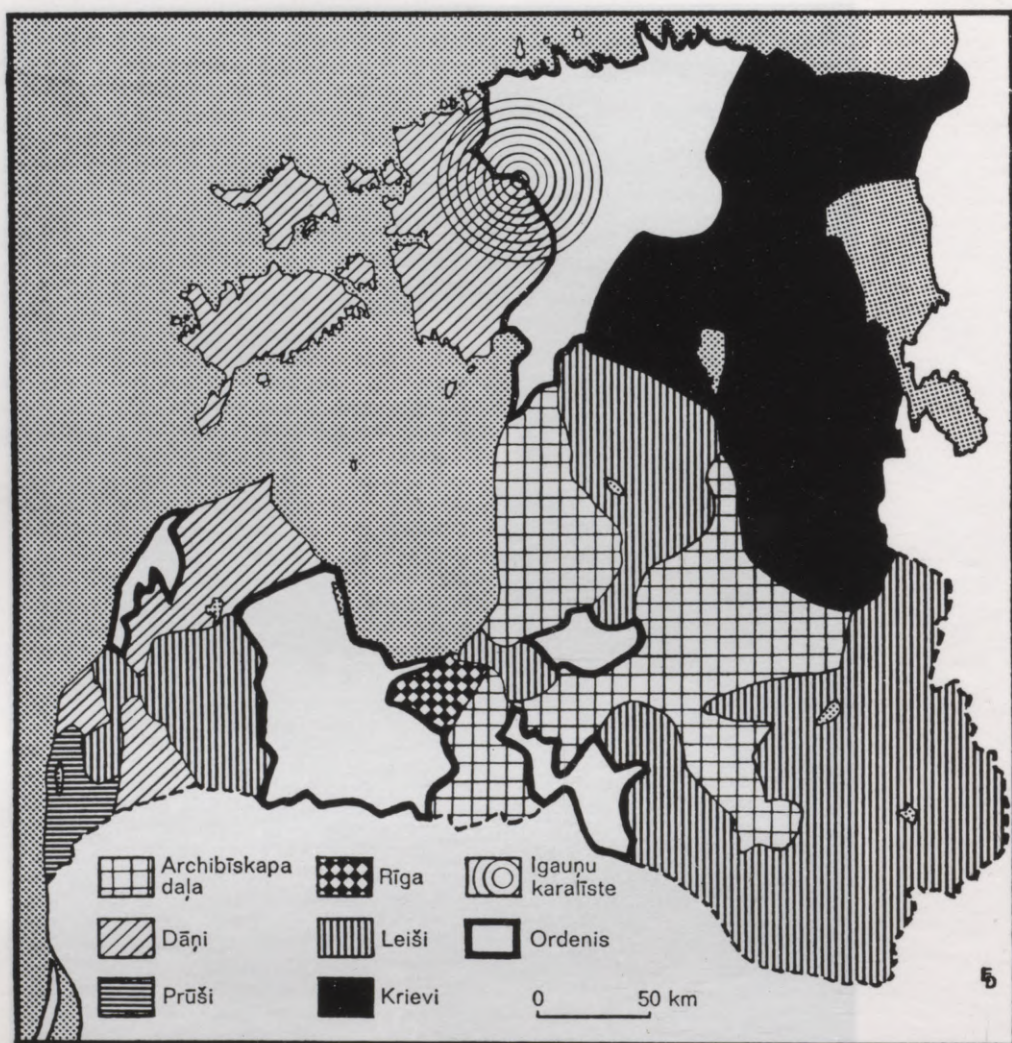 Archibīskapa
daļa
Dāņi
Prūši
Rīga
Leiši
Krievi
Igauņu
karalīste
Ordenis
0 50 km